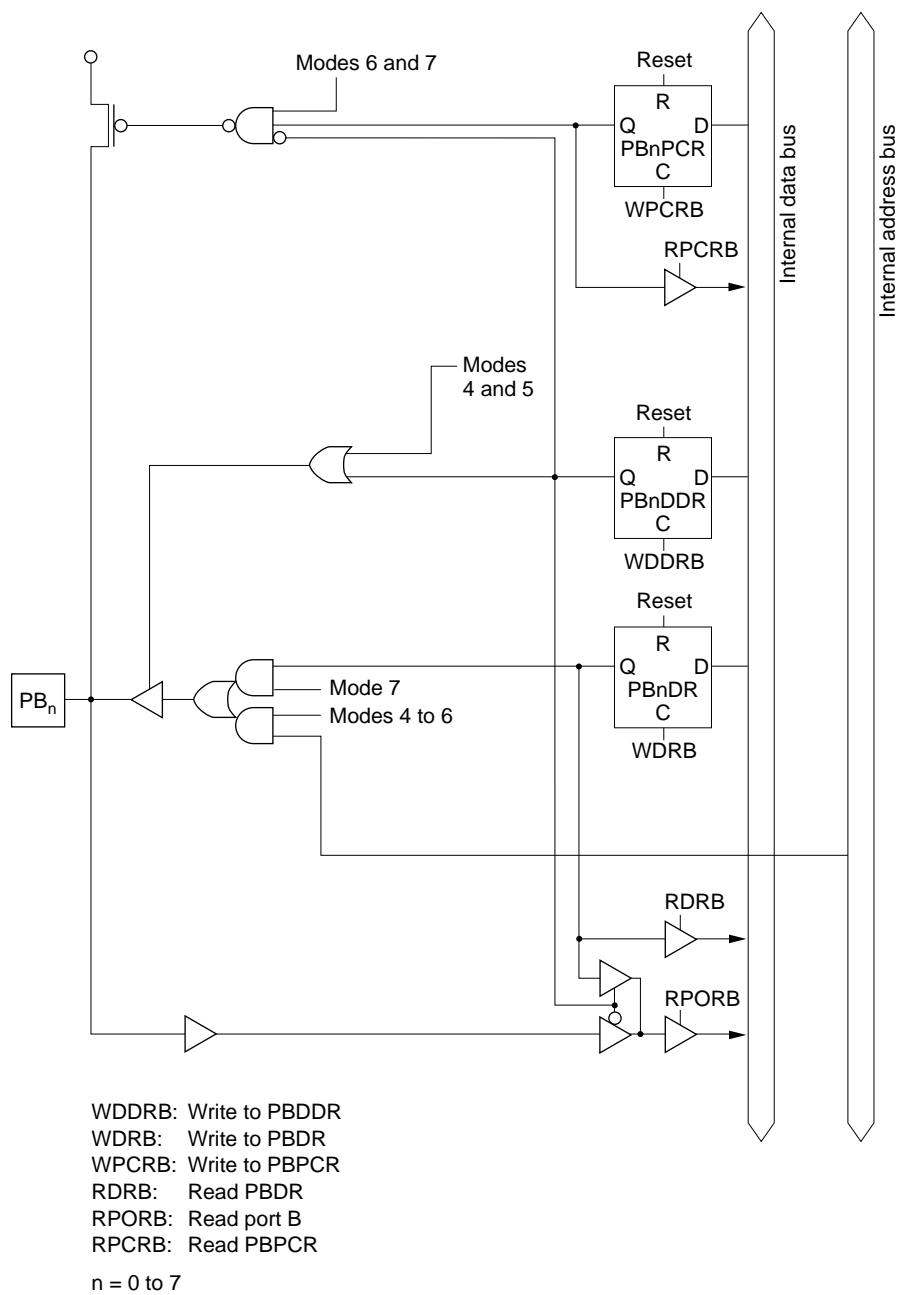 Modes 6 and 7
Reset
R
Q D
PBnPCR
C
WPCRB
RPCRB
Internal data bus
Internal address bus
Modes
4 and 5
Reset
R
Q D
PBnDDR
C
WDDRB
Reset
R
Q D
PBnDR
C
WDRB
PBn
Mode 7
Modes 4 to 6
RDRB
RPORB
WDDRB: Write to PBDDR
WDRB: Write to PBDR
WPCRB: Write to PBPCR
RDRB: Read PBDR
RPORB: Read port B
RPCRB: Read PBPCR
n = 0 to 7